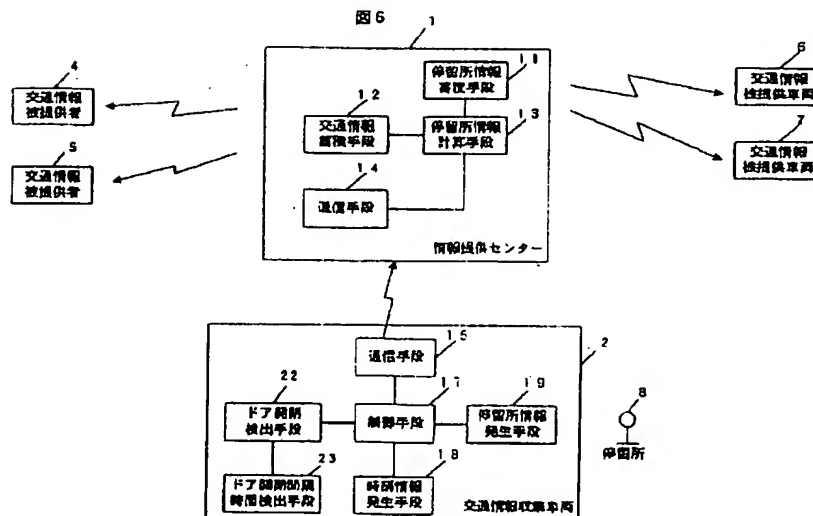 図6
1
4
交通情報
被提供者
5
交通情報
被提供者
11
停留所情報
蓄積手段
12
交通情報
蓄積手段
13
停留所情報
計算手段
14
通信手段
情報提供センター
6
交通情報
被提供車両
7
交通情報
被提供車両
2
15
通信手段
22
ドア開閉
検出手段
17
制御手段
19
停留所情報
発生手段
23
ドア開閉間隔
時間検出手段
18
時刻情報
発生手段
交通情報収集車両
8
停留所